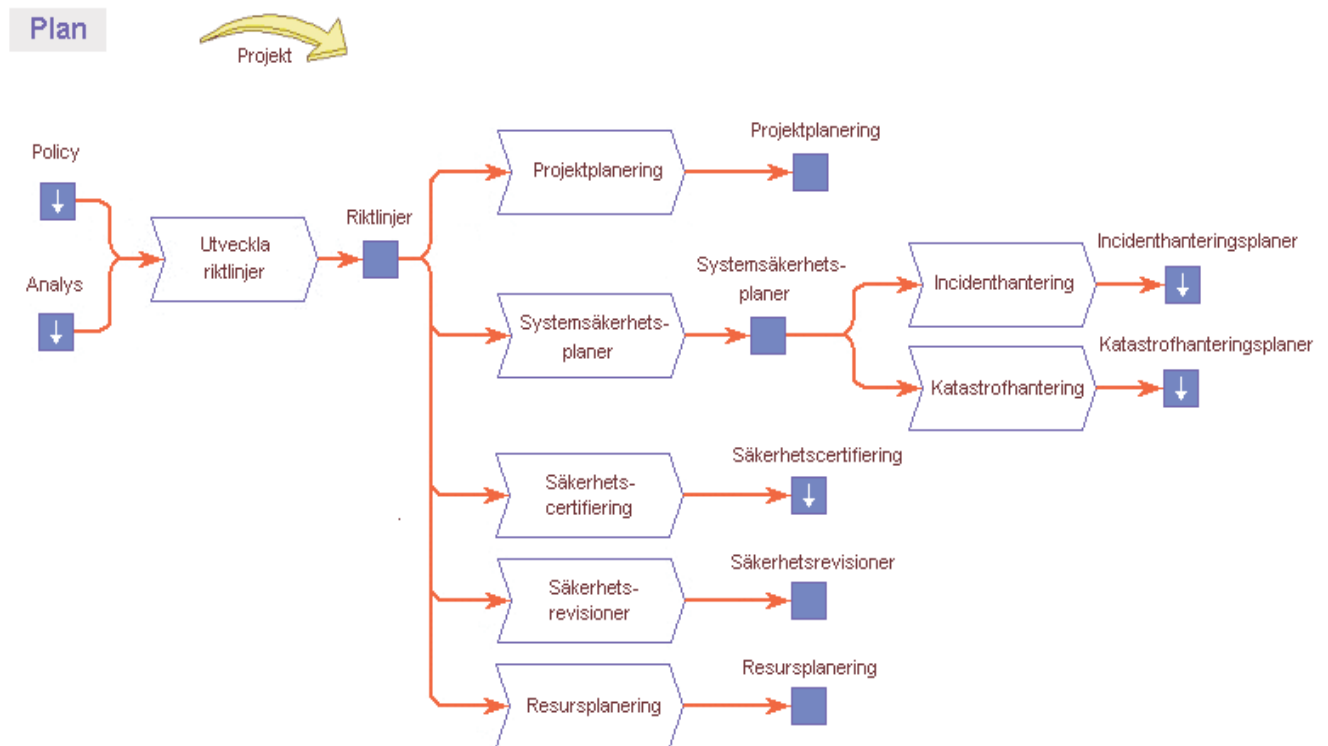 Plan
Projekt
Policy
Analys
Utveckla
riktlinjer
Riktlinjer
Projektplanering
Projektplanering
Systemsäkerhets-
planer
Systemsäkerhets-
planer
Incidenthantering
Incidenthanteringsplaner
Katastrofhantering
Katastrofhanteringsplaner
Säkerhets-
certifiering
Säkerhetscertifiering
Säkerhets-
revisioner
Säkerhetsrevisioner
Resursplanering
Resursplanering